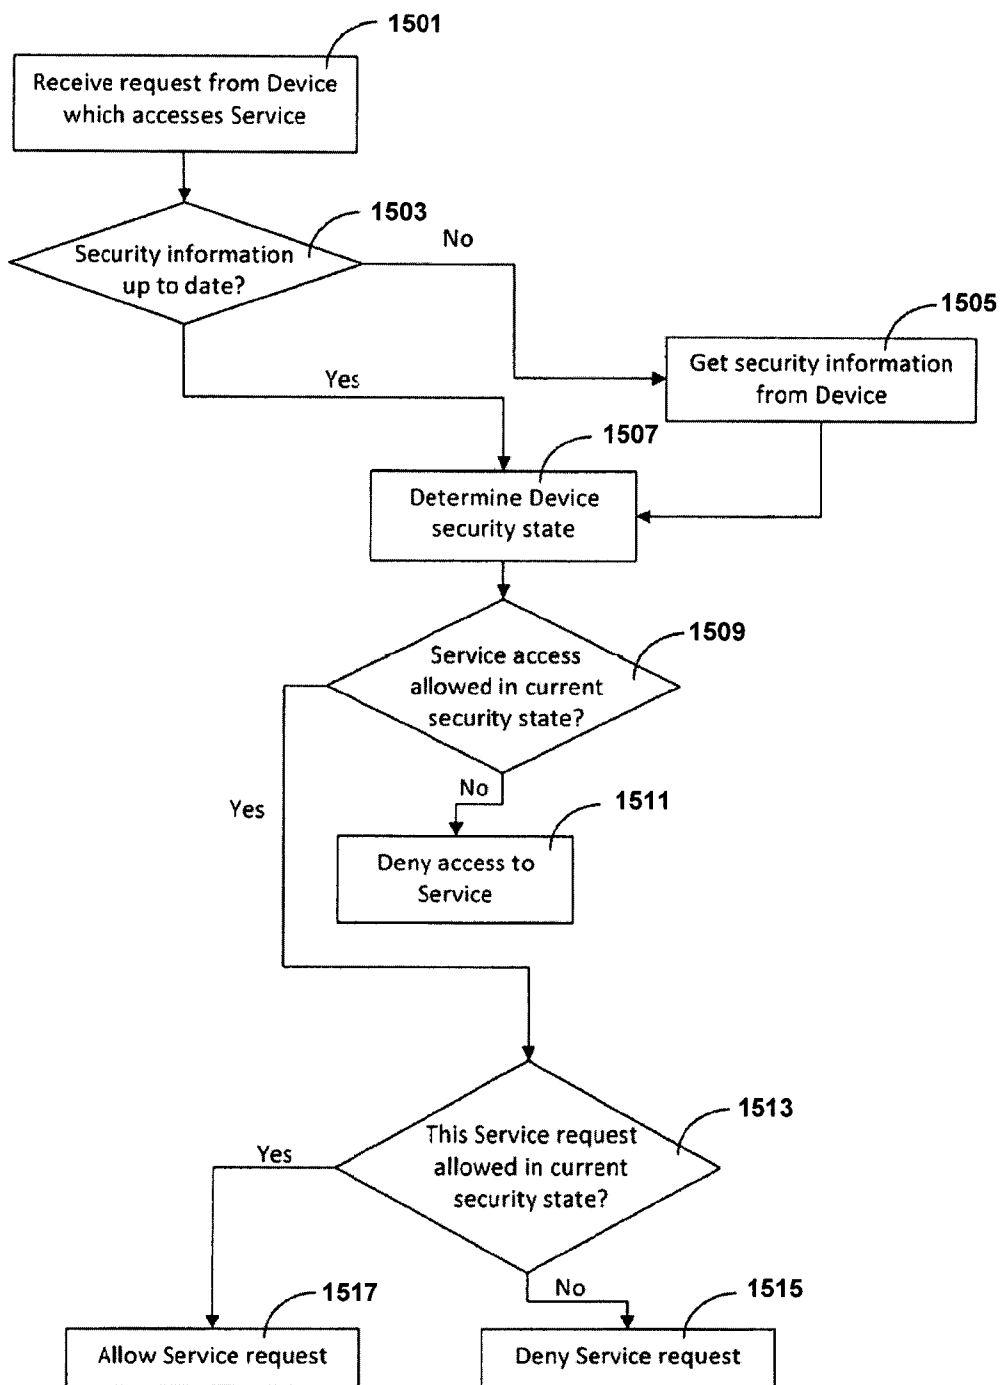 1501
Receive request from Device
which accesses Service
1503
Security information
up to date?
No
Yes
1505
Get security information
from Device
1507
Determine Device
security state
1509
Service access
allowed in current
security state?
No
Yes
1511
Deny access to
Service
1513
This Service request
allowed in current
security state?
Yes
No
1517
Allow Service request
1515
Deny Service request